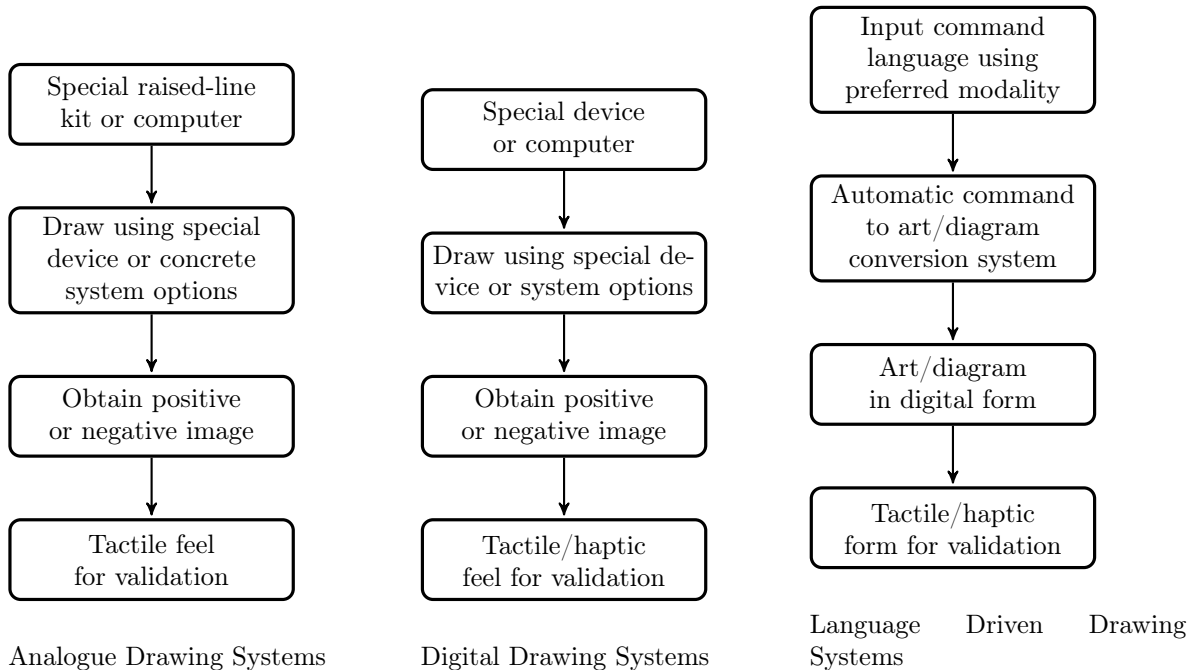 Special raised-line
kit or computer
Draw using special
device or concrete
system options
Obtain positive
or negative image
Tactile feel
for validation
Analogue Drawing Systems
Special device
or computer
Draw using special de-
vice or system options
Obtain positive
or negative image
Tactile/haptic
feel for validation
Digital Drawing Systems
Input command
language using
preferred modality
Automatic command
to art/diagram
conversion system
Art/diagram
in digital form
Tactile/haptic
form for validation
Language Driven Drawing
Systems